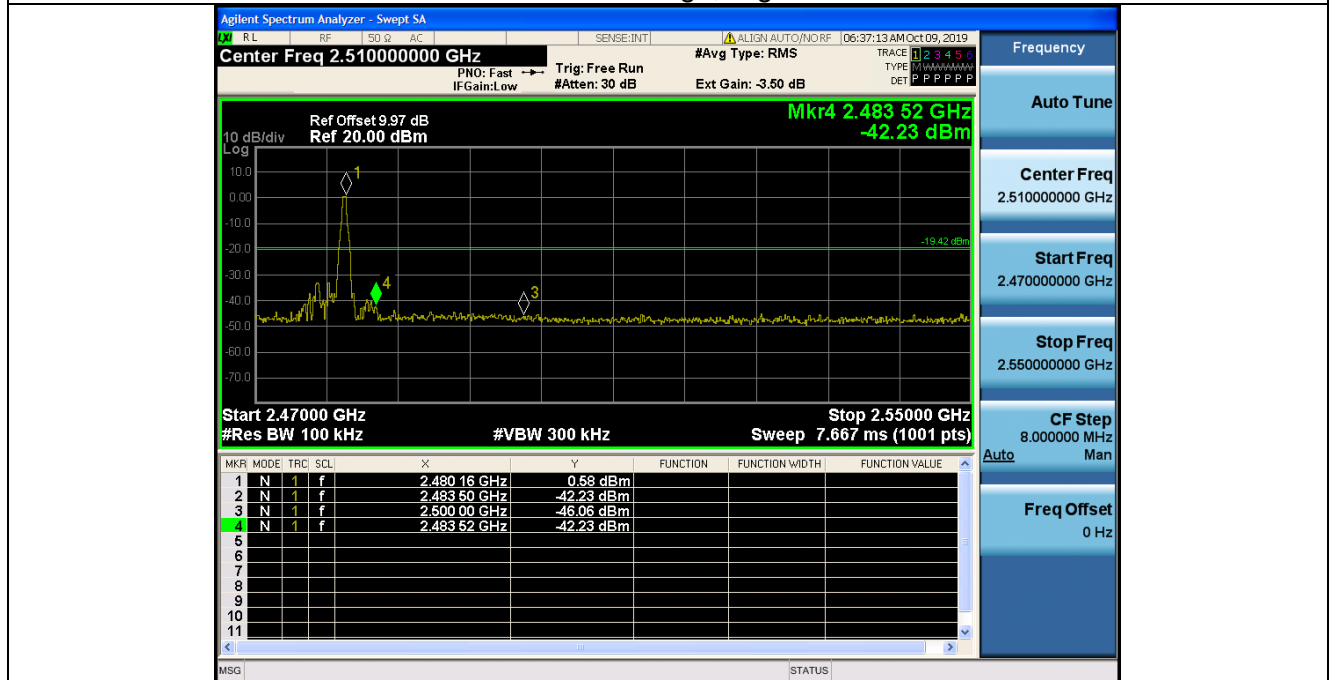 Agilent Spectrum Analyzer - Swept SA
LXI RL RF 50 Ω AC SENSE:INT ALIGN AUTO/NO RF 06:37:13 AM Oct 09, 2019
Center Freq 2.510000000 GHz
PNO: Fast
IFGain:Low
Trig: Free Run
#Atten: 30 dB
#Avg Type: RMS
Ext Gain: -3.50 dB
TRACE 1 2 3 4 5 6
TYPE M WWWWW
DET P P P P P P
Mkr4 2.483 52 GHz
-42.23 dBm
Ref Offset 9.97 dB
10 dB/div Ref 20.00 dBm
Log
10.0
0.00
-10.0
-20.0
-30.0
-40.0
-50.0
-60.0
-70.0
1
4
3
-19.42 dBm
Start 2.47000 GHz Stop 2.55000 GHz
#Res BW 100 kHz #VBW 300 kHz Sweep 7.667 ms (1001 pts)
MKR MODE TRC SCL X Y FUNCTION FUNCTION WIDTH FUNCTION VALUE
1 N 1 f 2.480 16 GHz 0.58 dBm
2 N 1 f 2.483 50 GHz -42.23 dBm
3 N 1 f 2.500 00 GHz -46.06 dBm
4 N 1 f 2.483 52 GHz -42.23 dBm
5
6
7
8
9
10
11
MSG STATUS
Frequency
Auto Tune
Center Freq
2.510000000 GHz
Start Freq
2.470000000 GHz
Stop Freq
2.550000000 GHz
CF Step
8.000000 MHz
Auto Man
Freq Offset
0 Hz